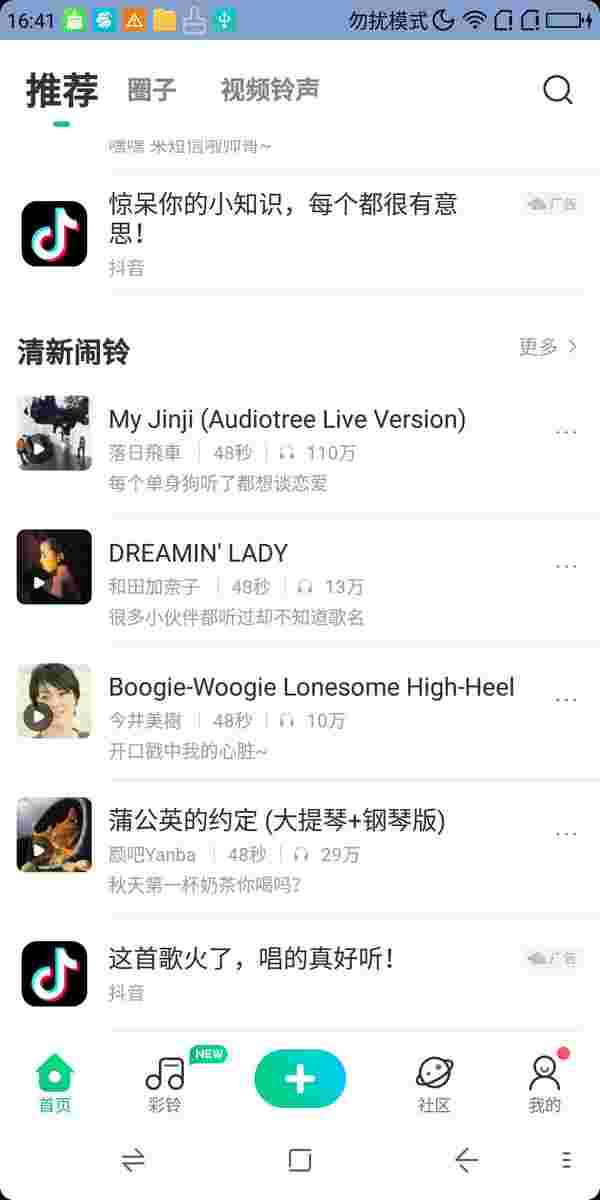 16:41 勿扰模式
推荐 圈子 视频铃声
惊呆你的小知识，每个都很有意
思！
广告
抖音
清新闹铃 更多
My Jinji (Audiotree Live Version)
落日飛車 48秒 110万
每个单身狗听了都想谈恋爱
DREAMIN' LADY
和田加奈子 48秒 13万
很多小伙伴都听过却不知道歌名
Boogie-Woogie Lonesome High-Heel
今井美樹 48秒 10万
开口戳中我的心脏~
蒲公英的约定 (大提琴+钢琴版)
颜吧Yanba 48秒 29万
秋天第一杯奶茶你喝吗?
这首歌火了，唱的真好听！
广告
抖音
NEW
首页 彩铃 社区 我的